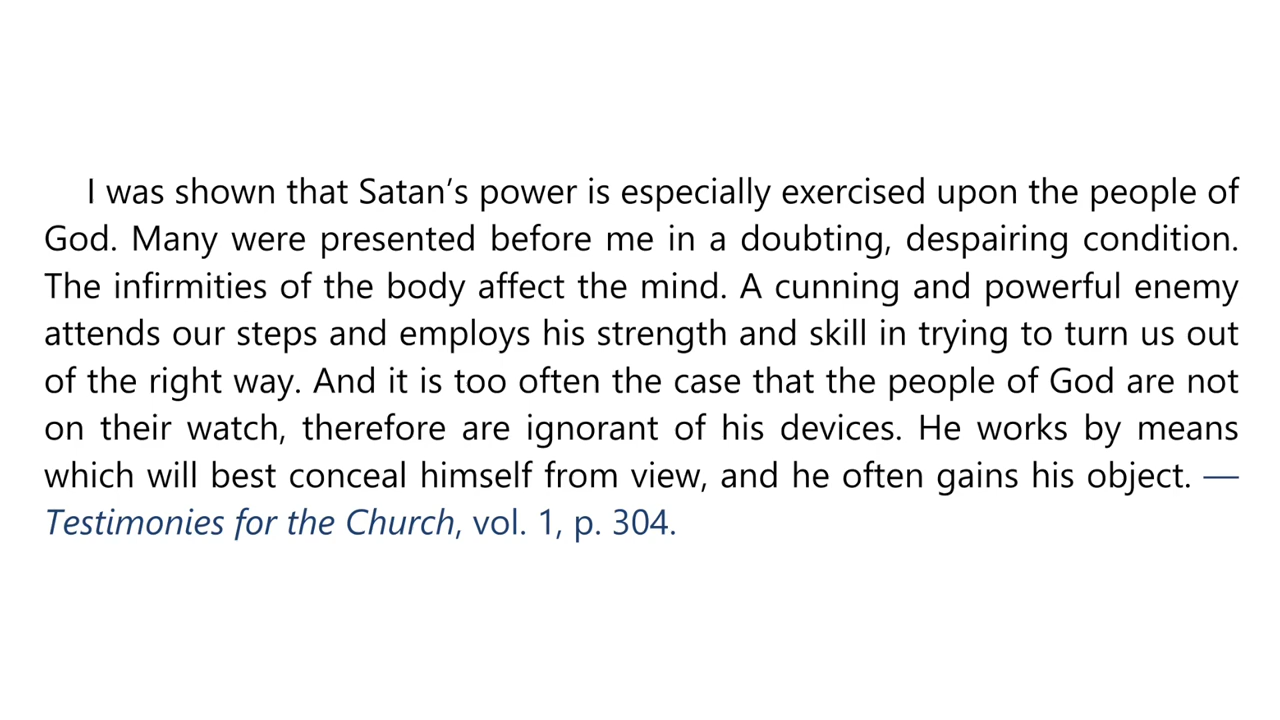 I was shown that Satan’s power is especially exercised upon the people of
God. Many were presented before me in a doubting, despairing condition.
The infirmities of the body affect the mind. A cunning and powerful enemy
attends our steps and employs his strength and skill in trying to turn us out
of the right way. And it is too often the case that the people of God are not
on their watch, therefore are ignorant of his devices. He works by means
which will best conceal himself from view, and he often gains his object. —
Testimonies for the Church, vol. 1, p. 304.